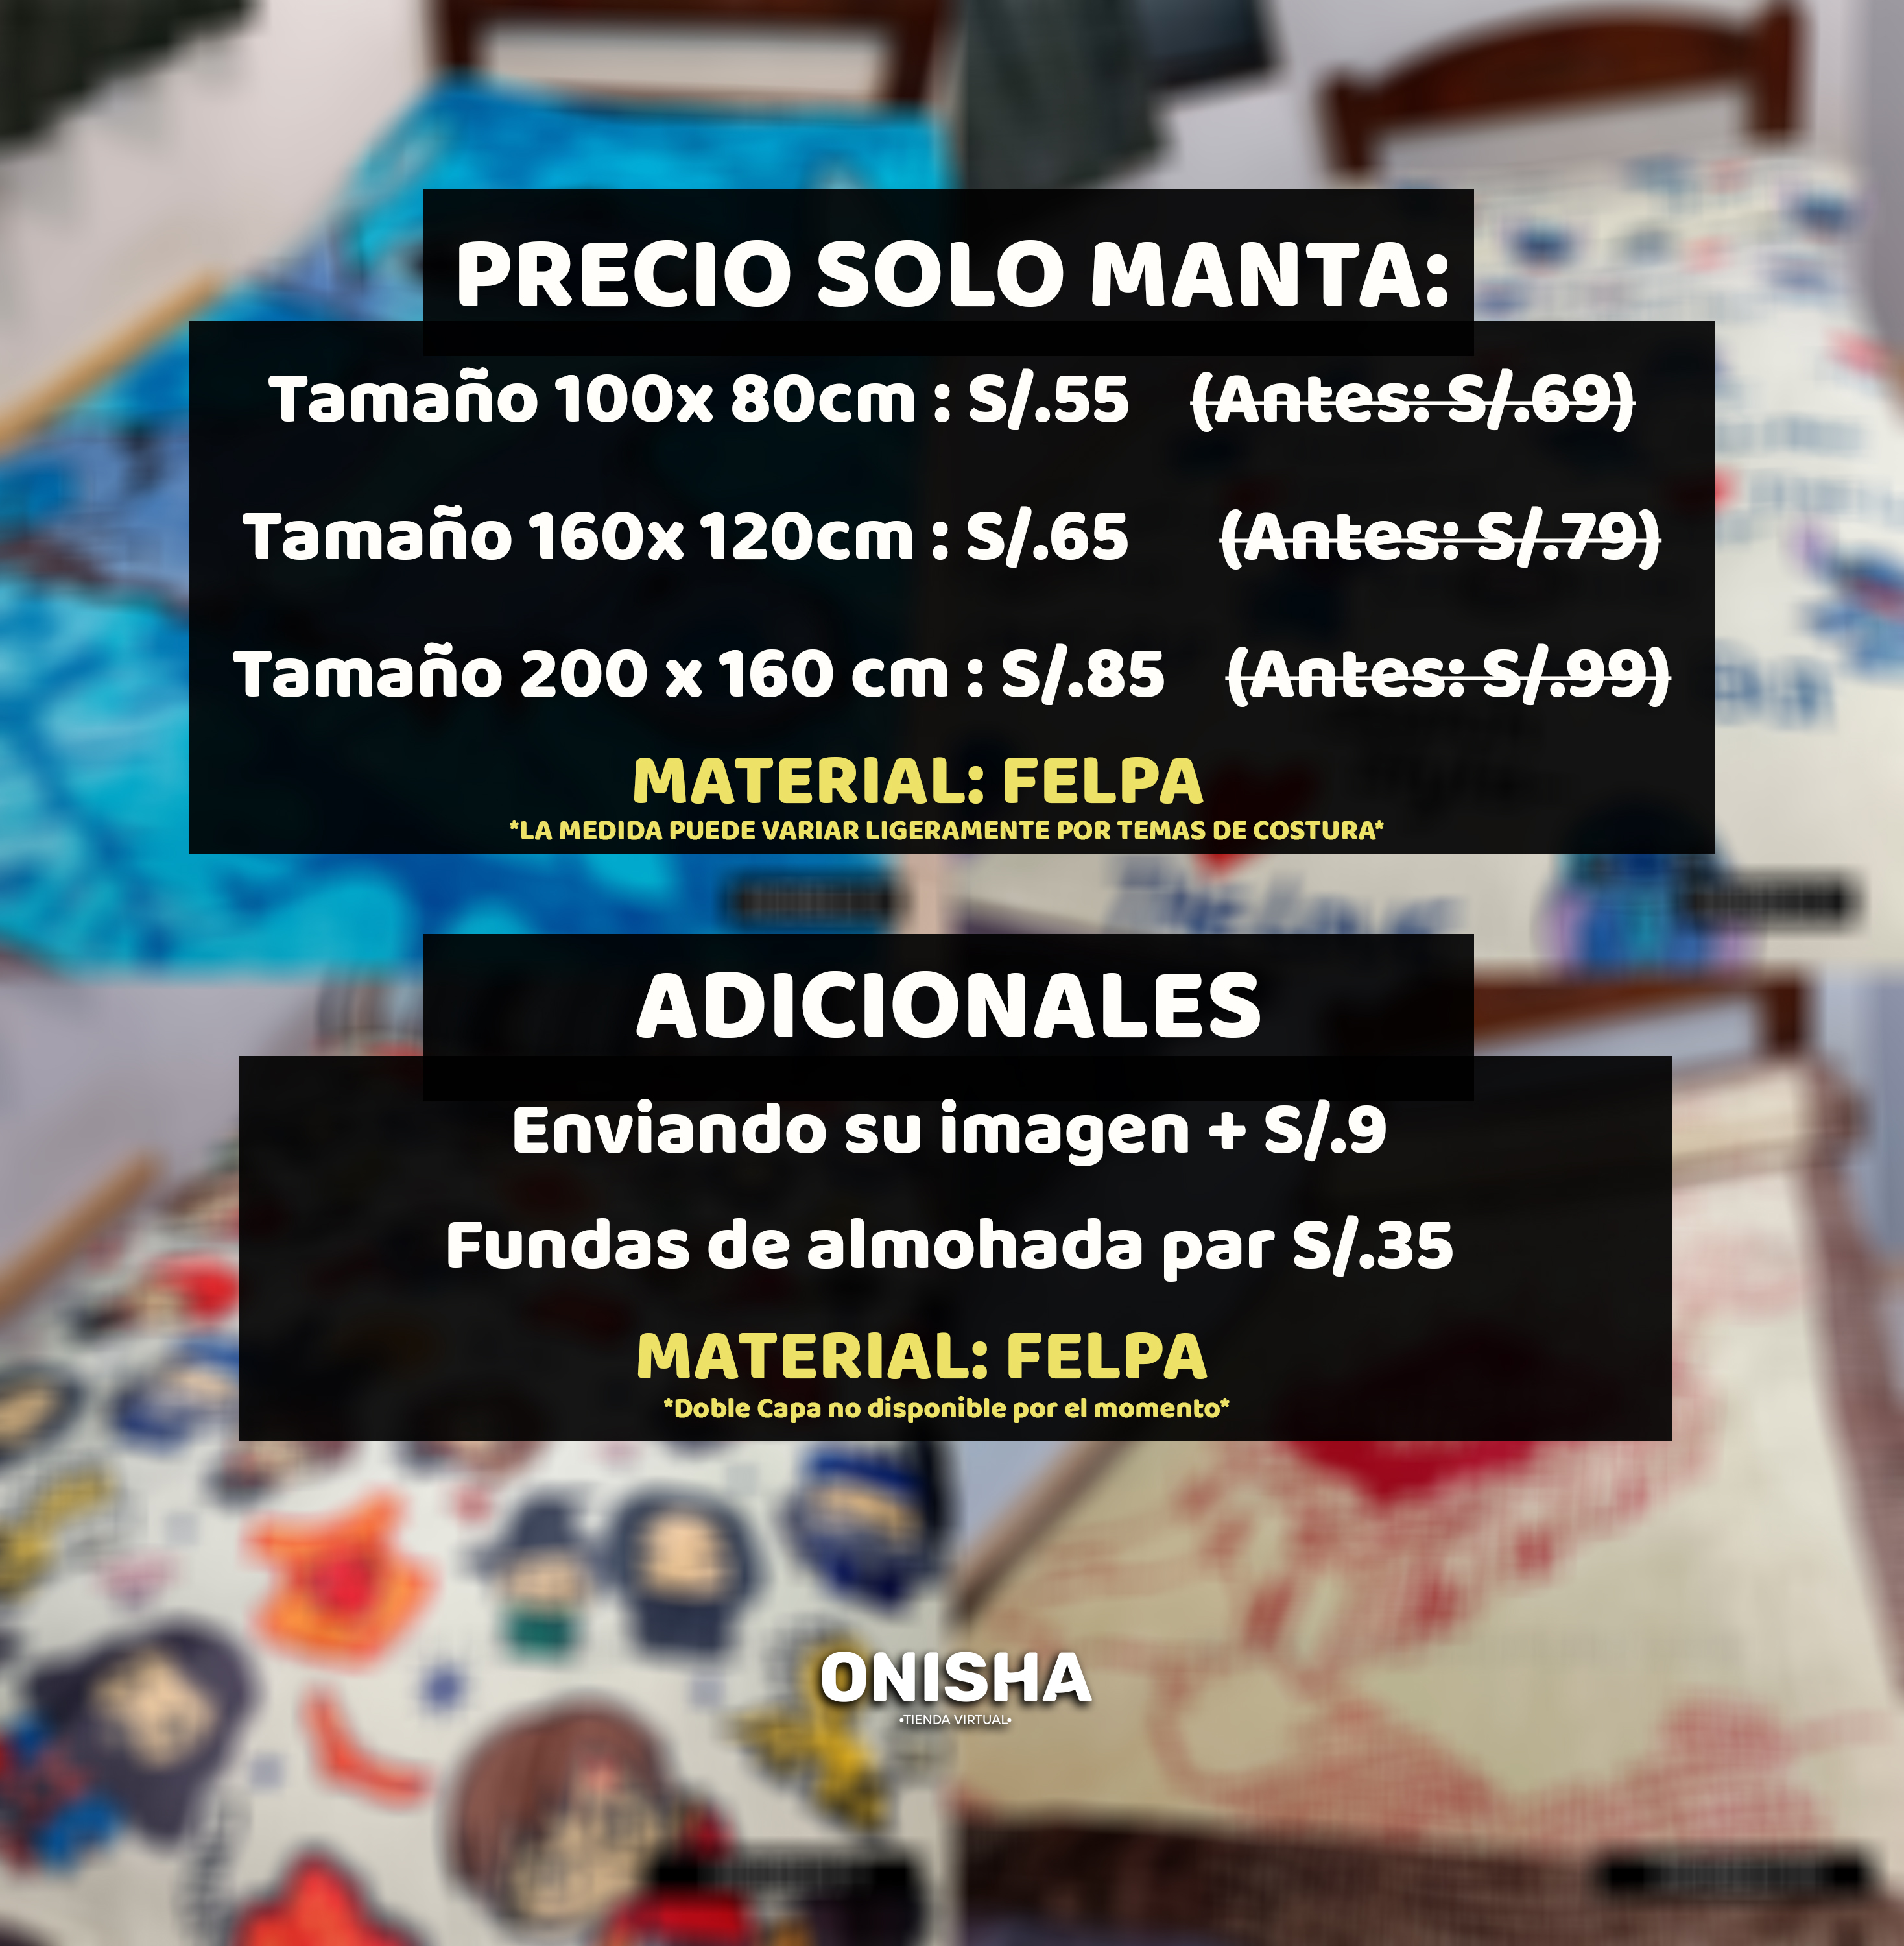 PRECIO SOLO MANTA:
Tamaño 100x 80cm : S/.55 (Antes: S/.69)
Tamaño 160x 120cm : S/.65 (Antes: S/.79)
Tamaño 200 x 160 cm : S/.85 (Antes: S/.99)
MATERIAL: FELPA
*LA MEDIDA PUEDE VARIAR LIGERAMENTE POR TEMAS DE COSTURA*
ADICIONALES
Enviando su imagen + S/.9
Fundas de almohada par S/.35
MATERIAL: FELPA
*Doble Capa no disponible por el momento*
ONISHA
•TIENDA VIRTUAL•